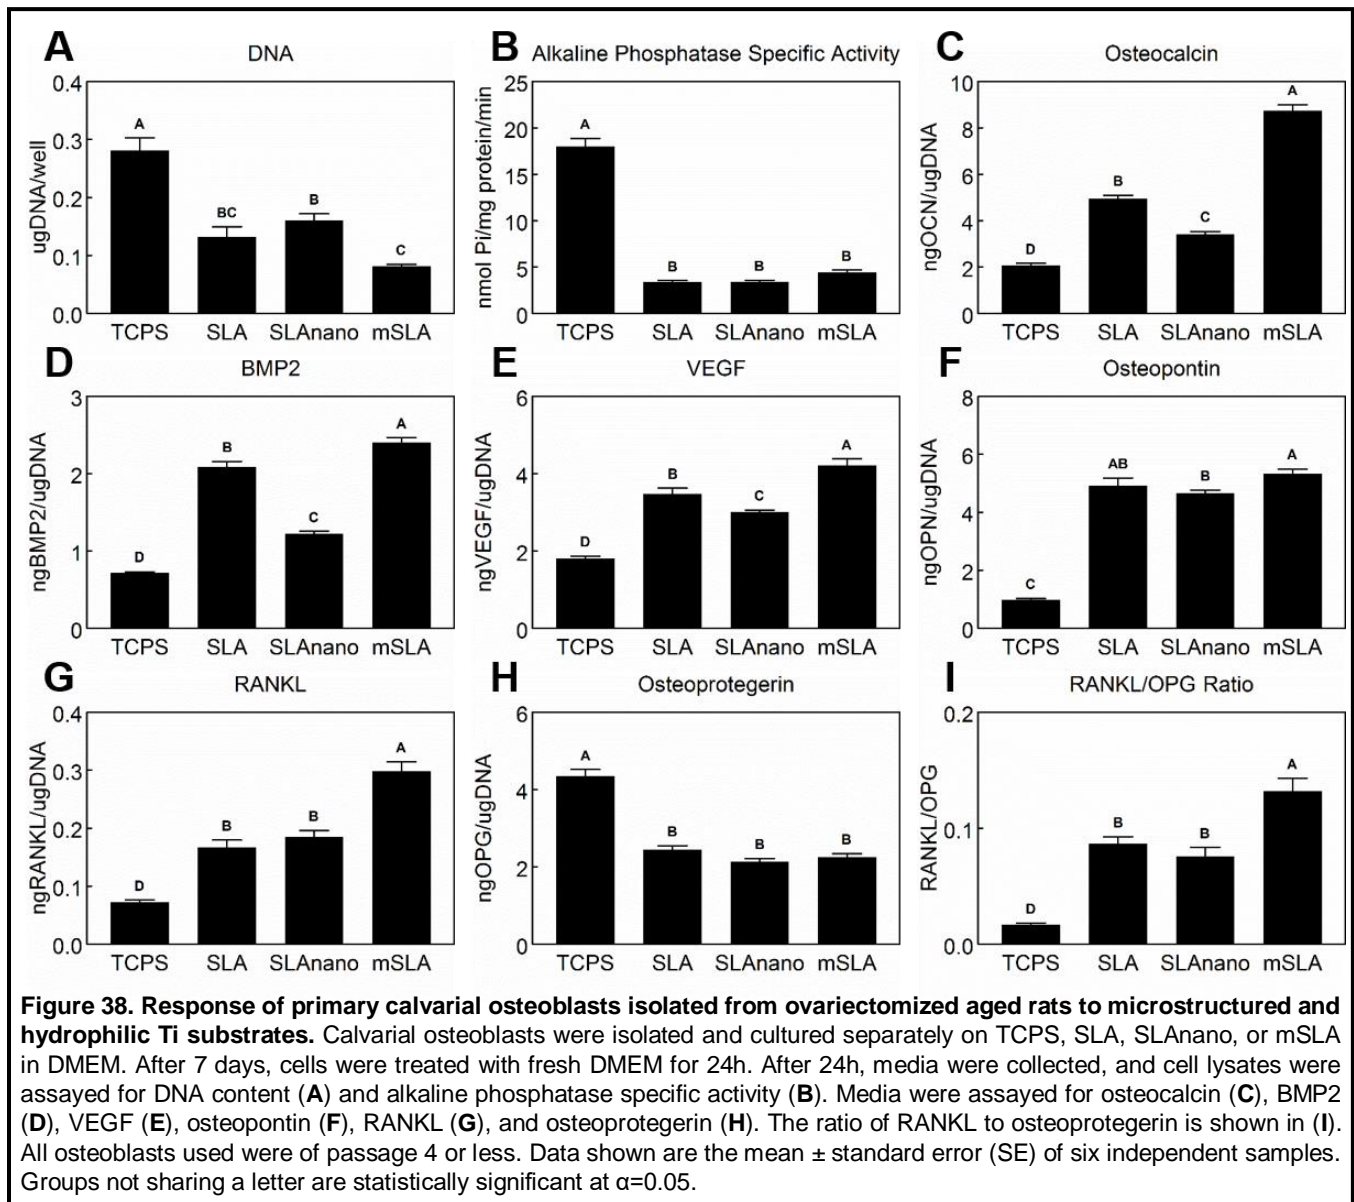 A DNA
ugDNA/well
0.4
0.3
0.2
0.1
0.0
A
BC
B
C
TCPS SLA SLAnano mSLA
B Alkaline Phosphatase Specific Activity
nmol Pi/mg protein/min
25
20
15
10
5
0
A
B
B
B
TCPS SLA SLAnano mSLA
C Osteocalcin
ngOCN/ugDNA
10
8
6
4
2
0
D
B
C
A
TCPS SLA SLAnano mSLA
D BMP2
ngBMP2/ugDNA
3
2
1
0
D
B
C
A
TCPS SLA SLAnano mSLA
E VEGF
ngVEGF/ugDNA
6
4
2
0
D
B
C
A
TCPS SLA SLAnano mSLA
F Osteopontin
ngOPN/ugDNA
8
6
4
2
0
C
AB
B
A
TCPS SLA SLAnano mSLA
G RANKL
ngRANKL/ugDNA
0.4
0.3
0.2
0.1
0.0
D
B
B
A
TCPS SLA SLAnano mSLA
H Osteoprotegerin
ngOPG/ugDNA
6
4
2
0
A
B
B
B
TCPS SLA SLAnano mSLA
I RANKL/OPG Ratio
RANKL/OPG
0.2
0.1
0.0
D
B
B
A
TCPS SLA SLAnano mSLA
Figure 38. Response of primary calvarial osteoblasts isolated from ovariectomized aged rats to microstructured and
hydrophilic Ti substrates. Calvarial osteoblasts were isolated and cultured separately on TCPS, SLA, SLAnano, or mSLA
in DMEM. After 7 days, cells were treated with fresh DMEM for 24h. After 24h, media were collected, and cell lysates were
assayed for DNA content (A) and alkaline phosphatase specific activity (B). Media were assayed for osteocalcin (C), BMP2
(D), VEGF (E), osteopontin (F), RANKL (G), and osteoprotegerin (H). The ratio of RANKL to osteoprotegerin is shown in (I).
All osteoblasts used were of passage 4 or less. Data shown are the mean ± standard error (SE) of six independent samples.
Groups not sharing a letter are statistically significant at α=0.05.